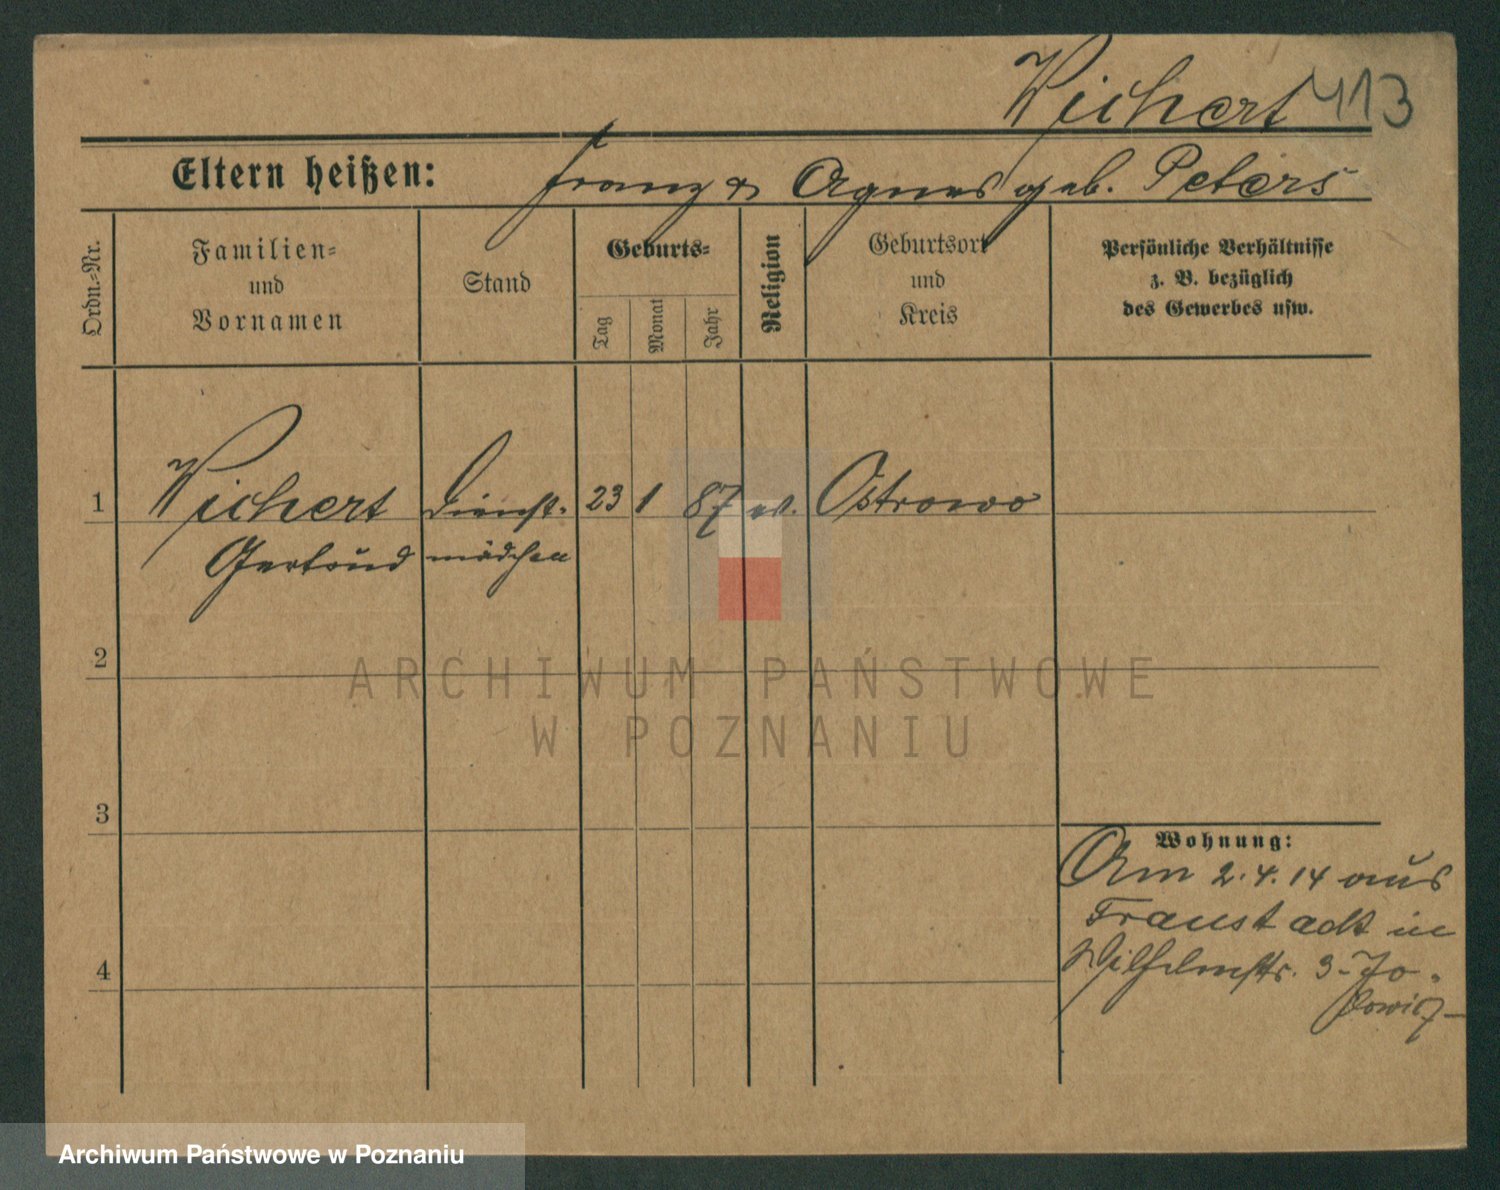 Wichert 413
Eltern heißen: Franz & Agnes geb. Peters
Ordn.-Nr.
Familien-
und
Vornamen
Stand
Geburts-
Tag
Monat
Jahr
Religion
Geburtsort
und
Kreis
Persönliche Verhältnisse
z. B. bezüglich
des Gewerbes usw.
1 Wichert Dienst- 23 1 87 ev. Ostrowo
Gertrud mädchen
2
ARCHIWUM PAŃSTWOWE
W POZNANIU
3
Wohnung:
Am 2.4.14 aus
Fraustadt in
4 Wilhelmstr. 3
Archiwum Państwowe w Poznaniu